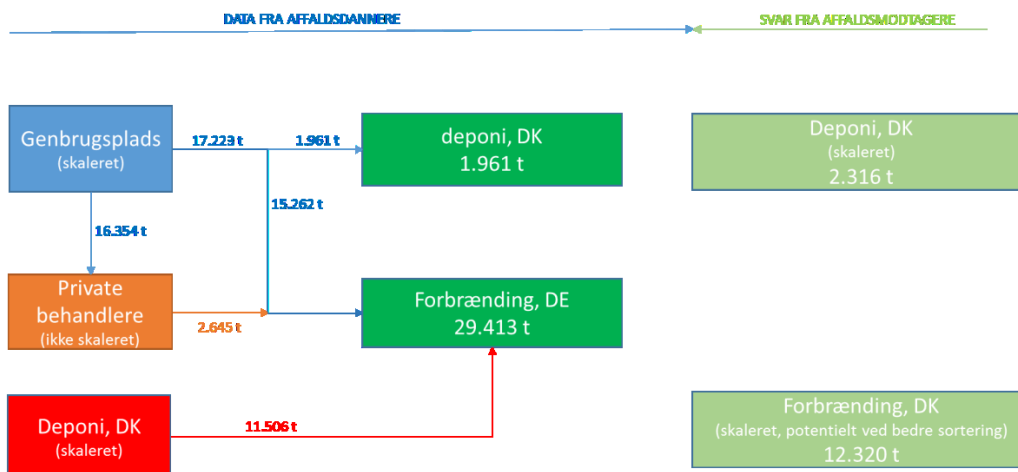 DATA FRA AFFALDSDANNERE
SVAR FRA AFFALDSMODTAGERE
Genbrugsplads
(skaleret)
17.223 t
1.961 t
deponi, DK
1.961 t
Deponi, DK
(skaleret)
2.316 t
15.262 t
16.354 t
Private
behandlere
(ikke skaleret)
2.645 t
Forbrænding, DE
29.413 t
Deponi, DK
(skaleret)
11.506 t
Forbrænding, DK
(skaleret, potentielt ved bedre sortering)
12.320 t